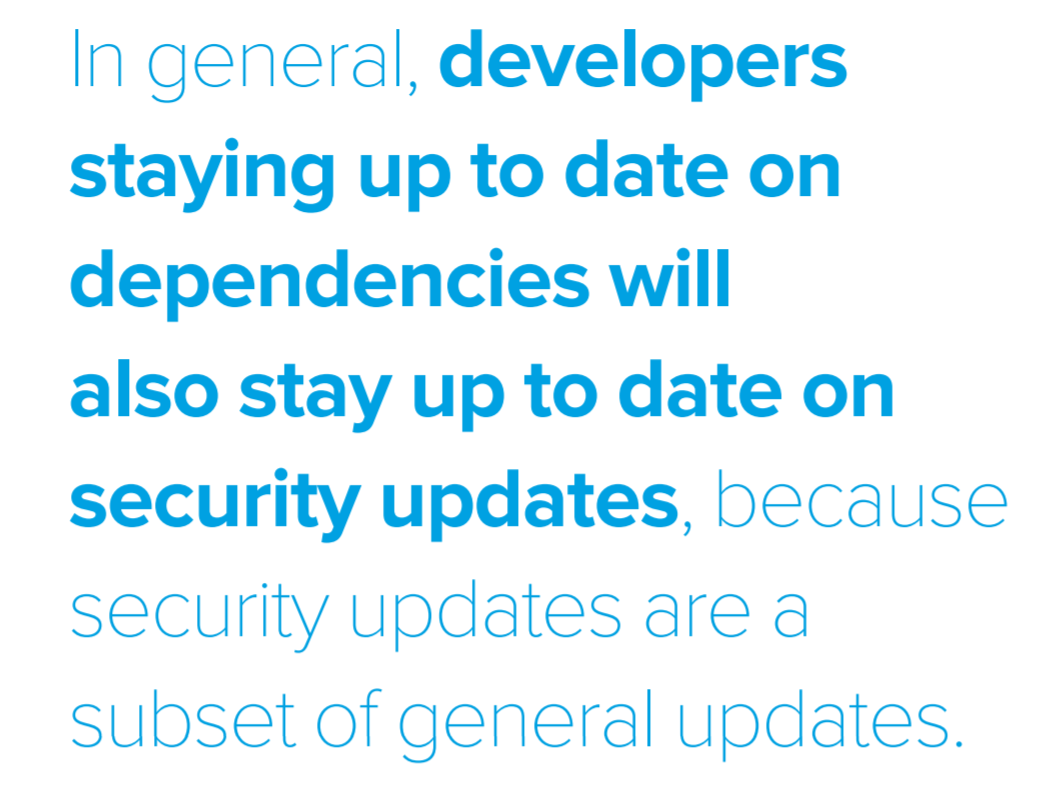 In general, developers
staying up to date on
dependencies will
also stay up to date on
security updates, because
security updates are a
subset of general updates.